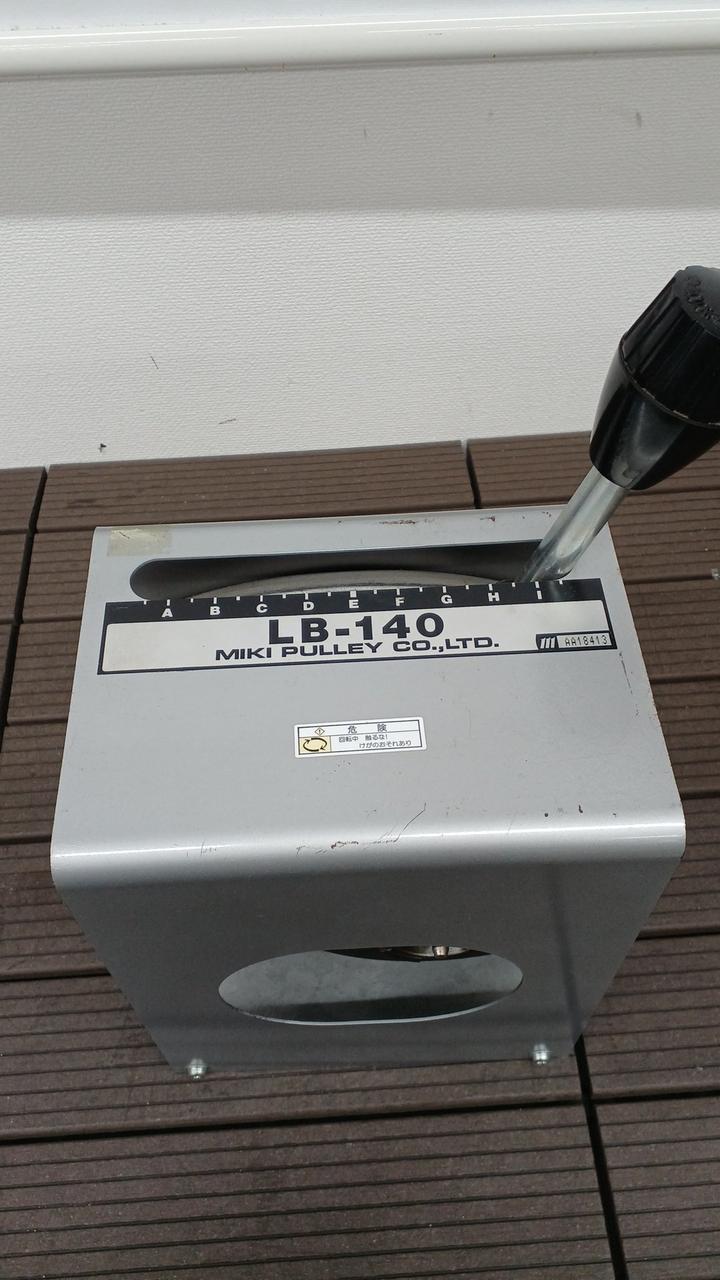 A B C D E F G H I
LB-140
MIKI PULLEY CO.,LTD.
AA18413
危 険
回転中 触るな!
けがのおそれあり